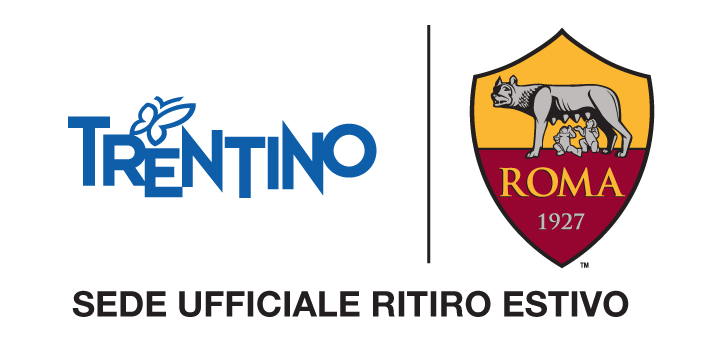 TRENTINO
ROMA
1927
TM
SEDE UFFICIALE RITIRO ESTIVO